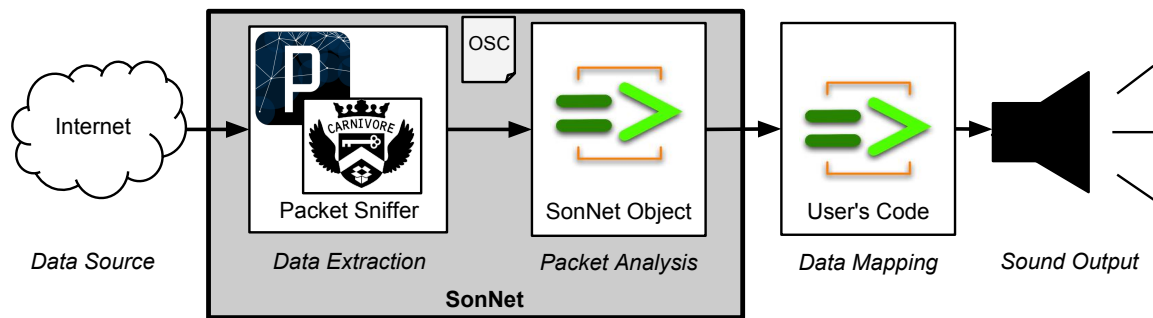 OSC
P
Internet
CARNIVORE
Packet Sniffer
SonNet Object
User's Code
Data Source
Data Extraction
Packet Analysis
Data Mapping
Sound Output
SonNet